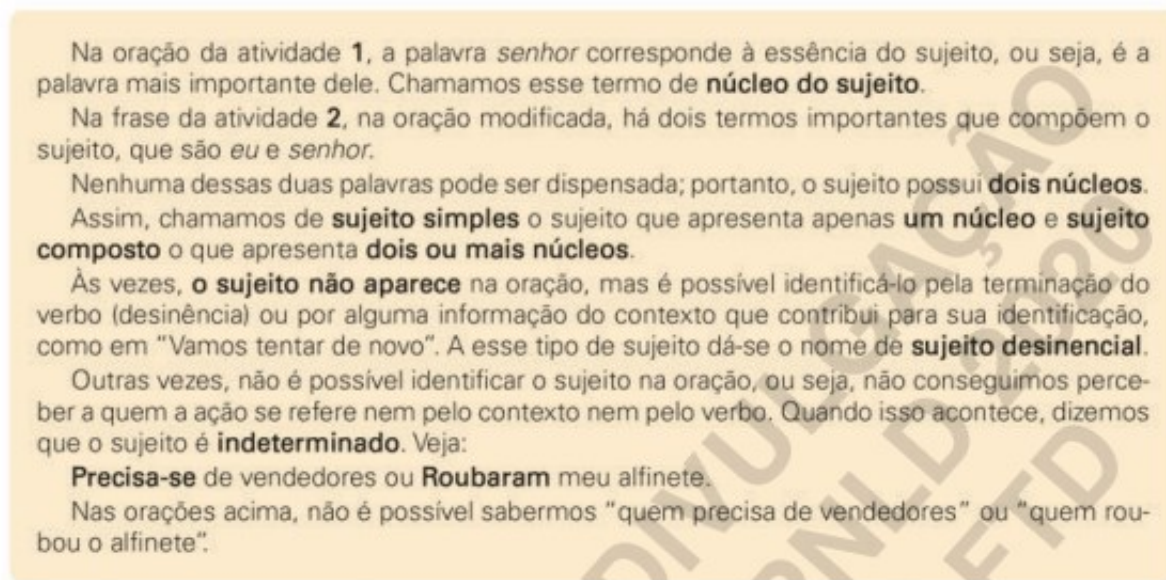 Na oração da atividade 1, a palavra senhor corresponde à essência do sujeito, ou seja, é a
palavra mais importante dele. Chamamos esse termo de núcleo do sujeito.
Na frase da atividade 2, na oração modificada, há dois termos importantes que compõem o
sujeito, que são eu e senhor.
Nenhuma dessas duas palavras pode ser dispensada; portanto, o sujeito possui dois núcleos.
Assim, chamamos de sujeito simples o sujeito que apresenta apenas um núcleo e sujeito
composto o que apresenta dois ou mais núcleos.
Às vezes, o sujeito não aparece na oração, mas é possível identificá-lo pela terminação do
verbo (desinência) ou por alguma informação do contexto que contribui para sua identificação,
como em "Vamos tentar de novo". A esse tipo de sujeito dá-se o nome de sujeito desinencial.
Outras vezes, não é possível identificar o sujeito na oração, ou seja, não conseguimos perce-
ber a quem a ação se refere nem pelo contexto nem pelo verbo. Quando isso acontece, dizemos
que o sujeito é indeterminado. Veja:
Precisa-se de vendedores ou Roubaram meu alfinete.
Nas orações acima, não é possível sabermos "quem precisa de vendedores" ou "quem rou-
bou o alfinete".
DIVULGAÇÃO
PNLD 2020
FTD